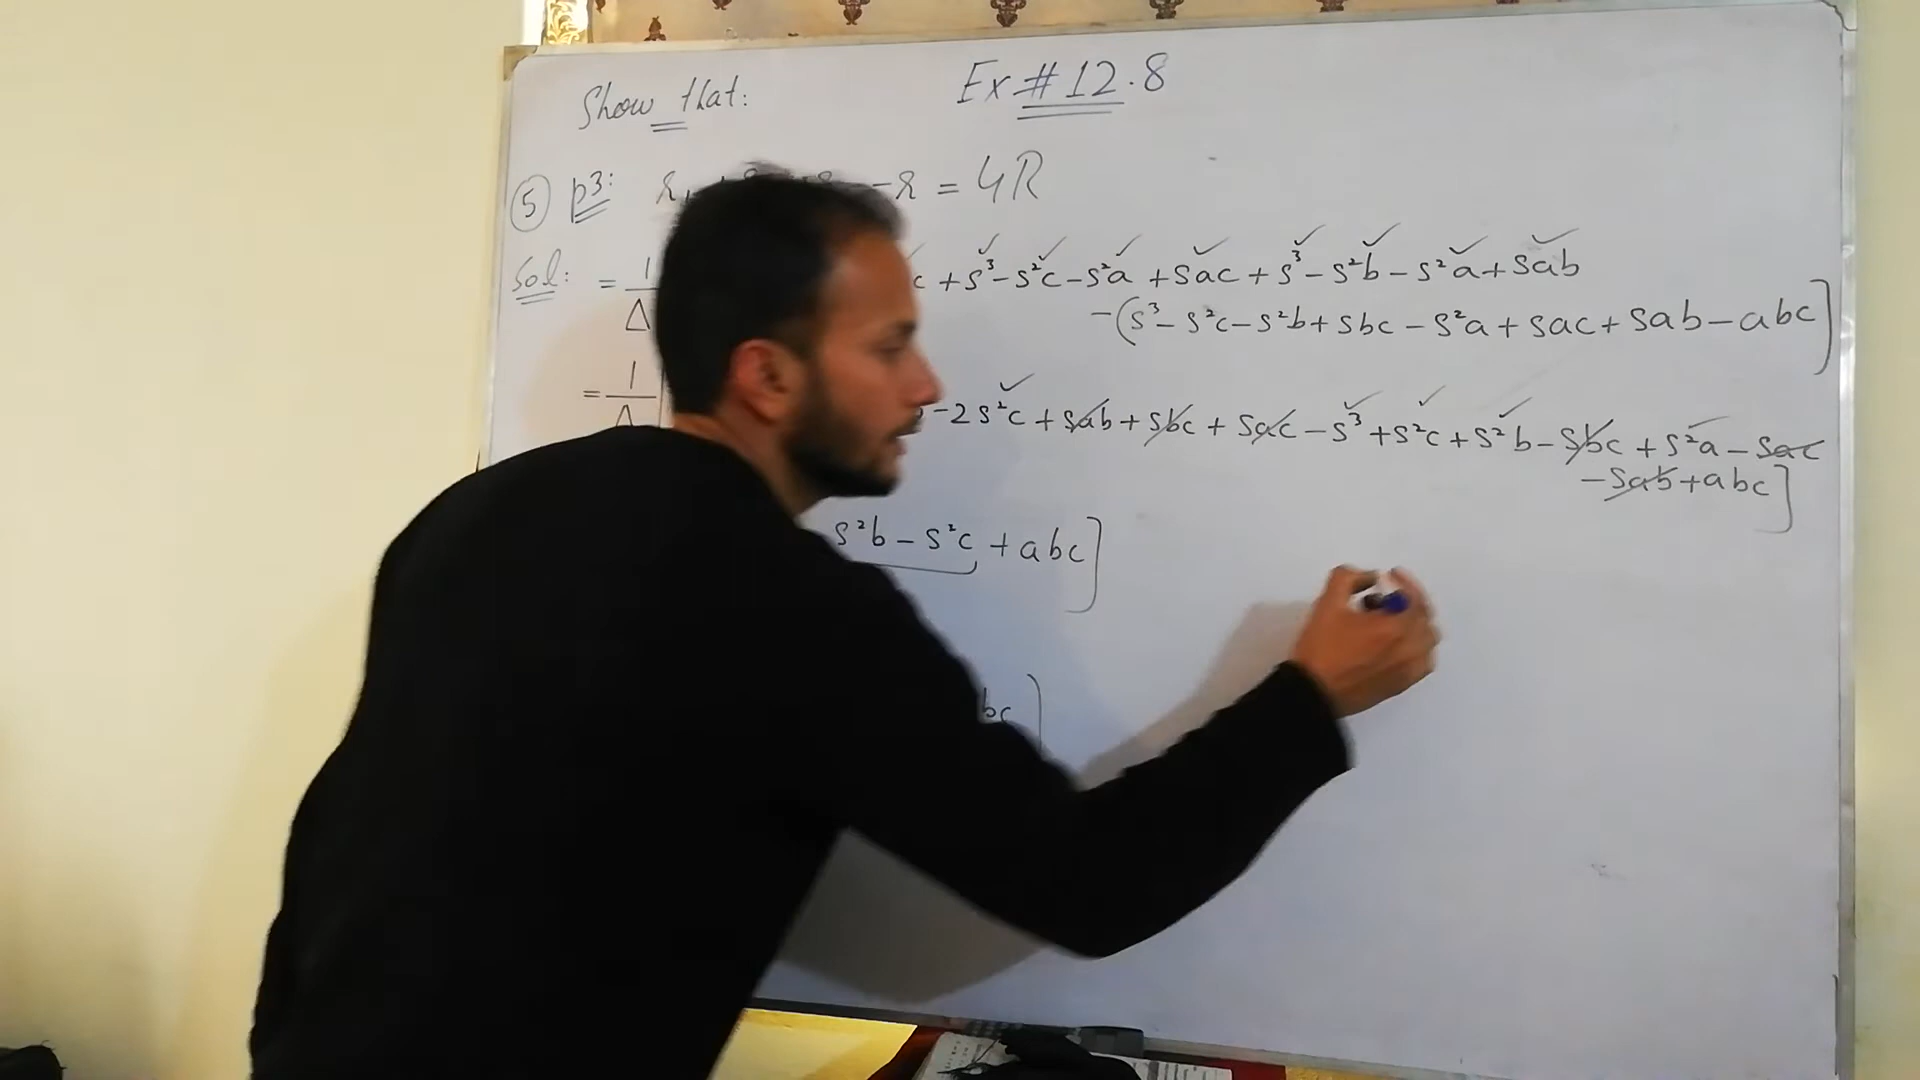 Show that: Ex # 12.8
⑤ p3: r₁ - r = 4R
Sol: = 1/Δ c + s³ - s²c - s²a + sac + s³ - s²b - s²a + sab
-(s³ - s²c - s²b + sbc - s²a + sac + sab - abc]
= 1/Δ - 2s²c + sab + sbc + sac - s³ + s²c + s²b - sbc + s²a - sac
- sab + abc]
s²b - s²c + abc]
bc]